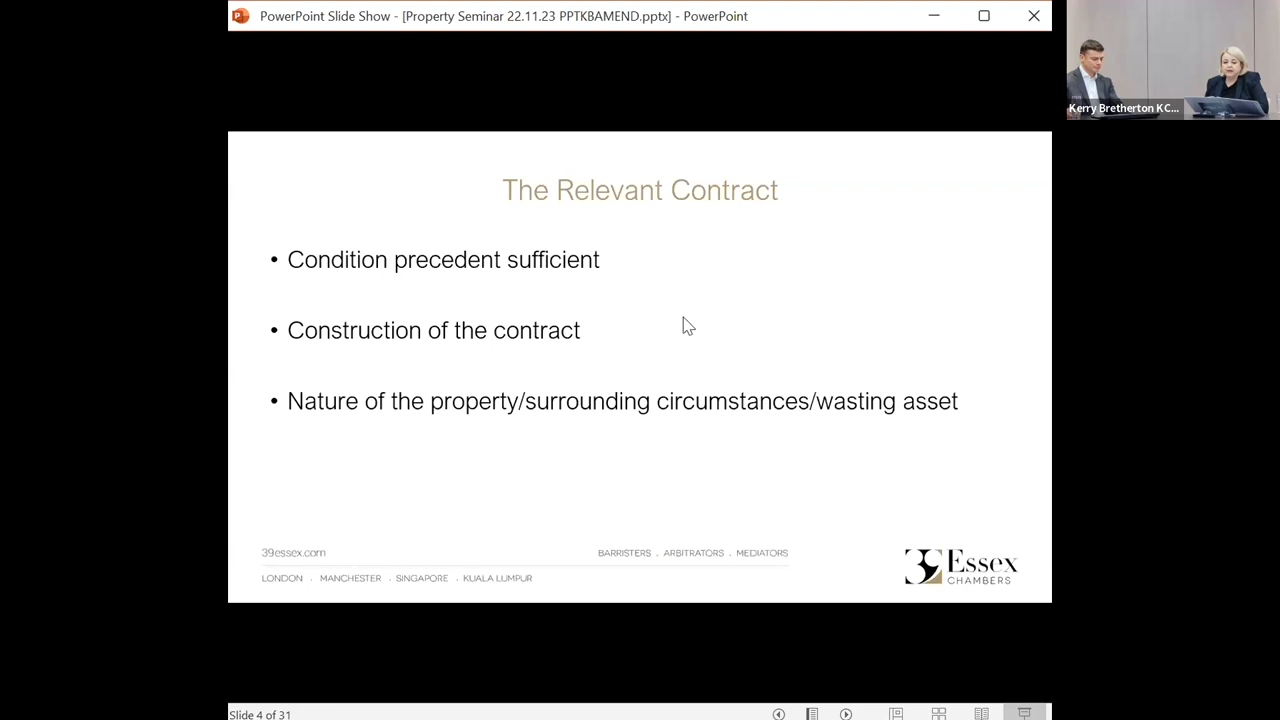 PowerPoint Slide Show - [Property Seminar 22.11.23 PPTKBAMEND.pptx] - PowerPoint
Kerry Bretherton KC...
The Relevant Contract
• Condition precedent sufficient
• Construction of the contract
• Nature of the property/surrounding circumstances/wasting asset
39essex.com
BARRISTERS . ARBITRATORS . MEDIATORS
LONDON . MANCHESTER . SINGAPORE . KUALA LUMPUR
39 Essex
CHAMBERS
Slide 4 of 31